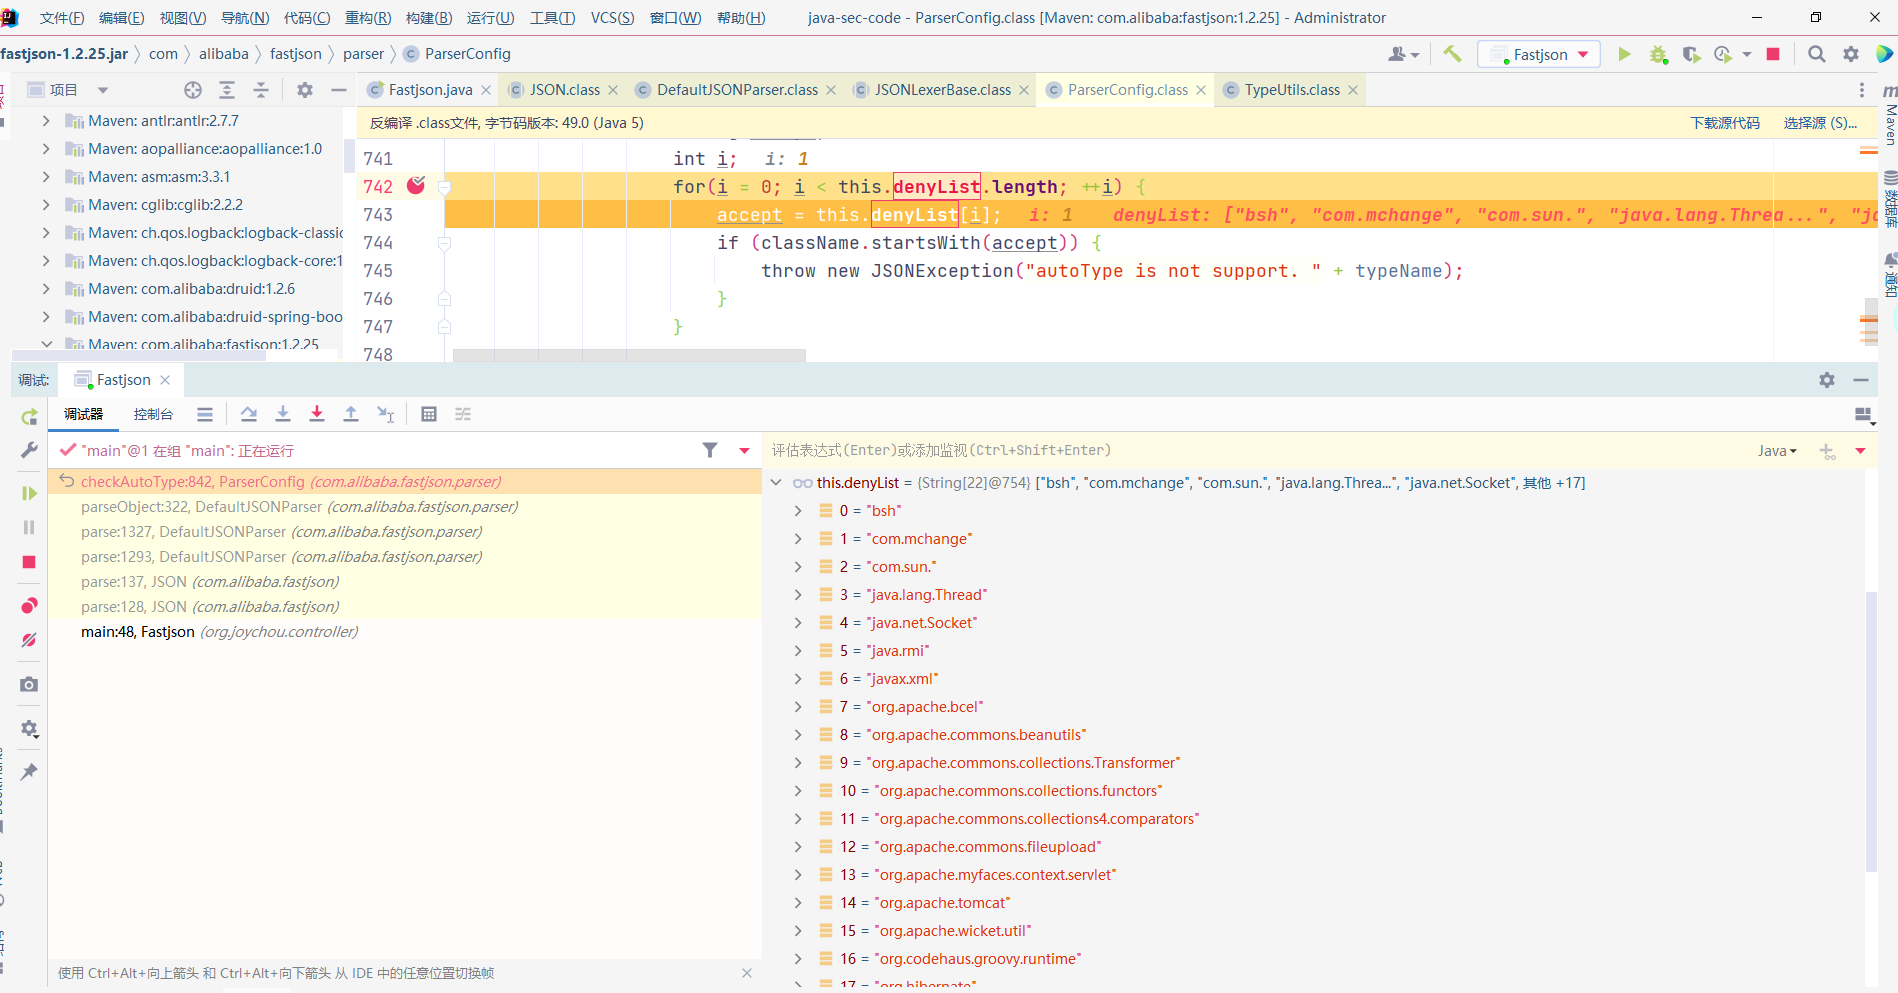 文件(F) 编辑(E) 视图(V) 导航(N) 代码(C) 重构(R) 构建(B) 运行(U) 工具(T) VCS(S) 窗口(W) 帮助(H) java-sec-code - ParserConfig.class [Maven: com.alibaba:fastjson:1.2.25] - Administrator
fastjson-1.2.25.jar com alibaba fastjson parser ParserConfig Fastjson
项目 Fastjson.java JSON.class DefaultJSONParser.class JSONLexerBase.class ParserConfig.class TypeUtils.class
Maven: antlr:antlr:2.7.7
Maven: aopalliance:aopalliance:1.0
Maven: asm:asm:3.3.1
Maven: cglib:cglib:2.2.2
Maven: ch.qos.logback:logback-classic
Maven: ch.qos.logback:logback-core:1
Maven: com.alibaba:druid:1.2.6
Maven: com.alibaba:druid-spring-boo
Maven: com.alibaba:fastjson:1.2.25
反编译 .class文件, 字节码版本: 49.0 (Java 5) 下载源代码 选择源 (S)...
741 int i; i: 1
742 for(i = 0; i < this.denyList.length; ++i) {
743 accept = this.denyList[i]; i: 1 denyList: ["bsh", "com.mchange", "com.sun.", "java.lang.Threa...", "ja
744 if (className.startsWith(accept)) {
745 throw new JSONException("autoType is not support. " + typeName);
746 }
747 }
748
Maven
数据库
通知
调试: Fastjson
调试器 控制台
"main"@1 在组 "main": 正在运行
checkAutoType:842, ParserConfig (com.alibaba.fastjson.parser)
parseObject:322, DefaultJSONParser (com.alibaba.fastjson.parser)
parse:1327, DefaultJSONParser (com.alibaba.fastjson.parser)
parse:1293, DefaultJSONParser (com.alibaba.fastjson.parser)
parse:137, JSON (com.alibaba.fastjson)
parse:128, JSON (com.alibaba.fastjson)
main:48, Fastjson (org.joychou.controller)
使用 Ctrl+Alt+向上箭头 和 Ctrl+Alt+向下箭头 从 IDE 中的任意位置切换帧
评估表达式(Enter)或添加监视(Ctrl+Shift+Enter) Java
this.denyList = {String[22]@754} ["bsh", "com.mchange", "com.sun.", "java.lang.Threa...", "java.net.Socket", 其他 +17]
0 = "bsh"
1 = "com.mchange"
2 = "com.sun."
3 = "java.lang.Thread"
4 = "java.net.Socket"
5 = "java.rmi"
6 = "javax.xml"
7 = "org.apache.bcel"
8 = "org.apache.commons.beanutils"
9 = "org.apache.commons.collections.Transformer"
10 = "org.apache.commons.collections.functors"
11 = "org.apache.commons.collections4.comparators"
12 = "org.apache.commons.fileupload"
13 = "org.apache.myfaces.context.servlet"
14 = "org.apache.tomcat"
15 = "org.apache.wicket.util"
16 = "org.codehaus.groovy.runtime"
17 = "org.hibernate"